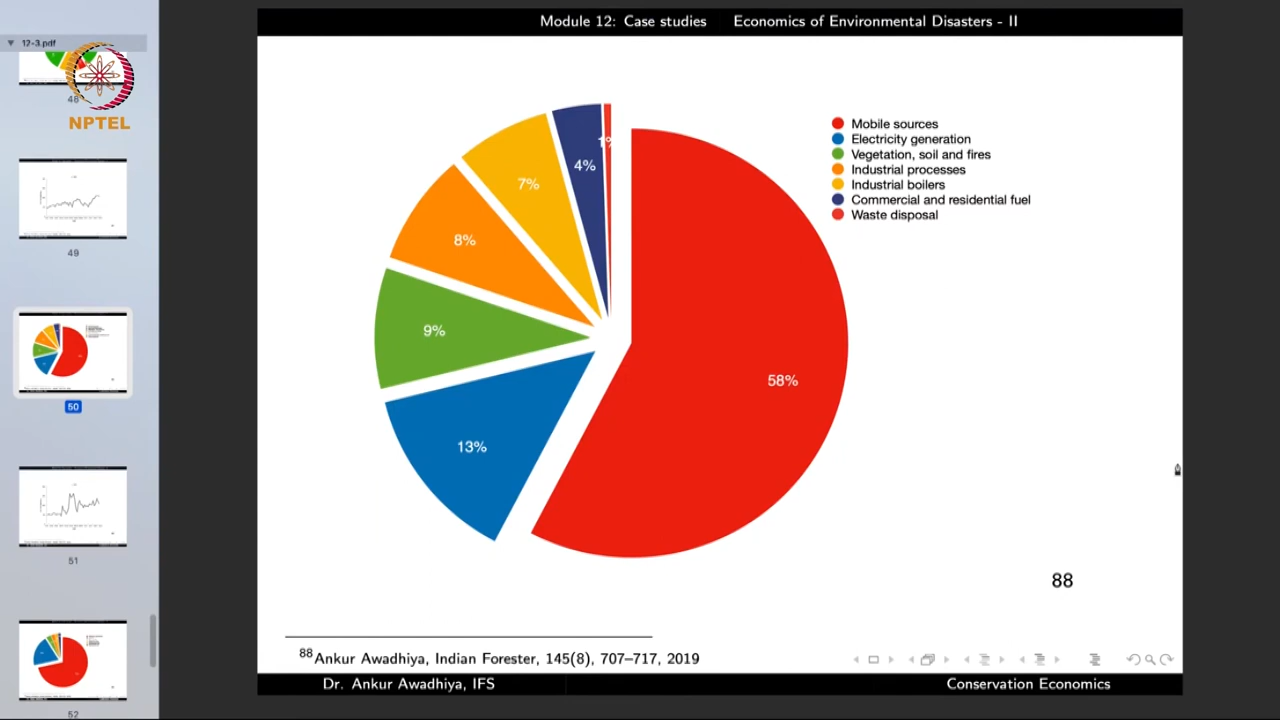 Module 12: Case studies Economics of Environmental Disasters - II
12-3.pdf
48
NPTEL
49
50
51
52
Mobile sources
Electricity generation
Vegetation, soil and fires
Industrial processes
Industrial boilers
Commercial and residential fuel
Waste disposal
1%
4%
7%
8%
9%
13%
58%
88
88 Ankur Awadhiya, Indian Forester, 145(8), 707–717, 2019
Dr. Ankur Awadhiya, IFS Conservation Economics